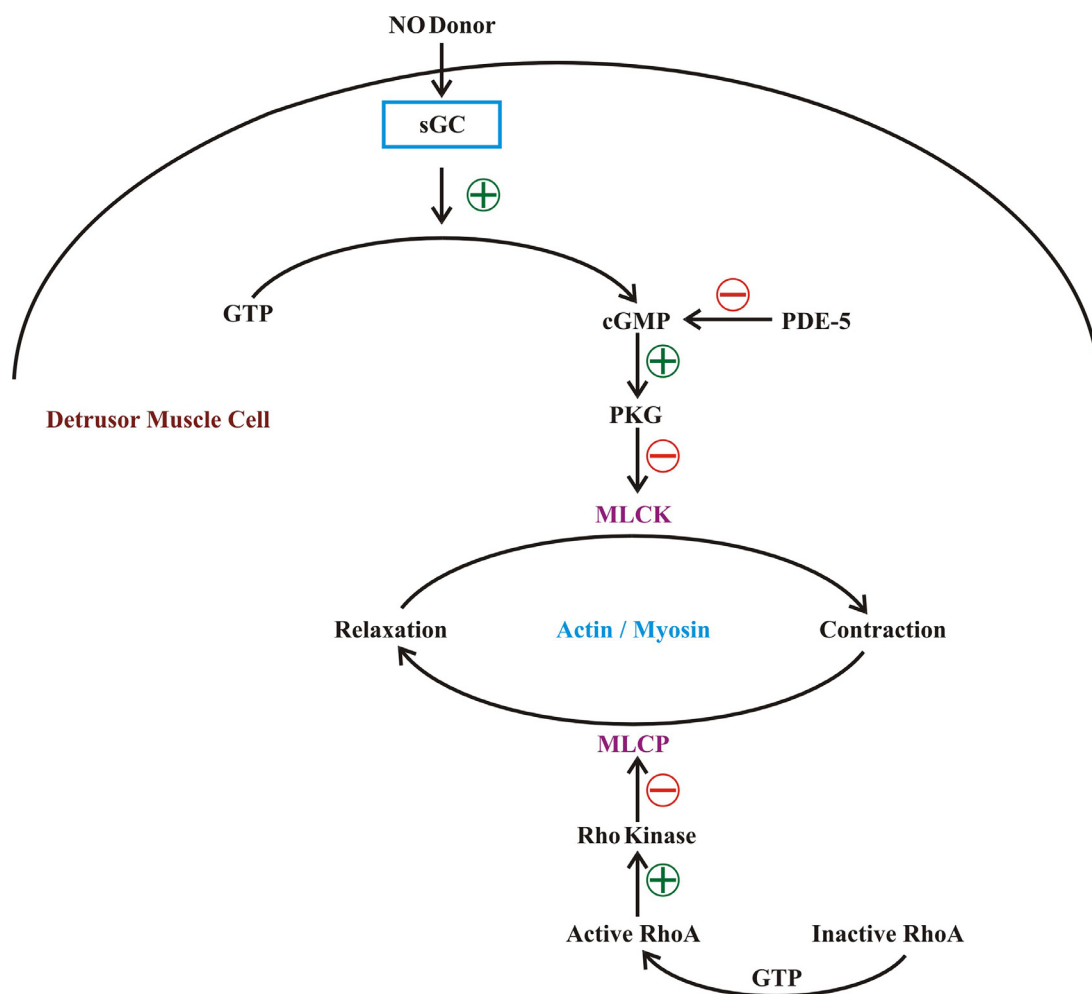 NO Donor
sGC
GTP
cGMP
PDE-5
Detrusor Muscle Cell
PKG
MLCK
Relaxation
Actin / Myosin
Contraction
MLCP
Rho Kinase
Active RhoA
Inactive RhoA
GTP